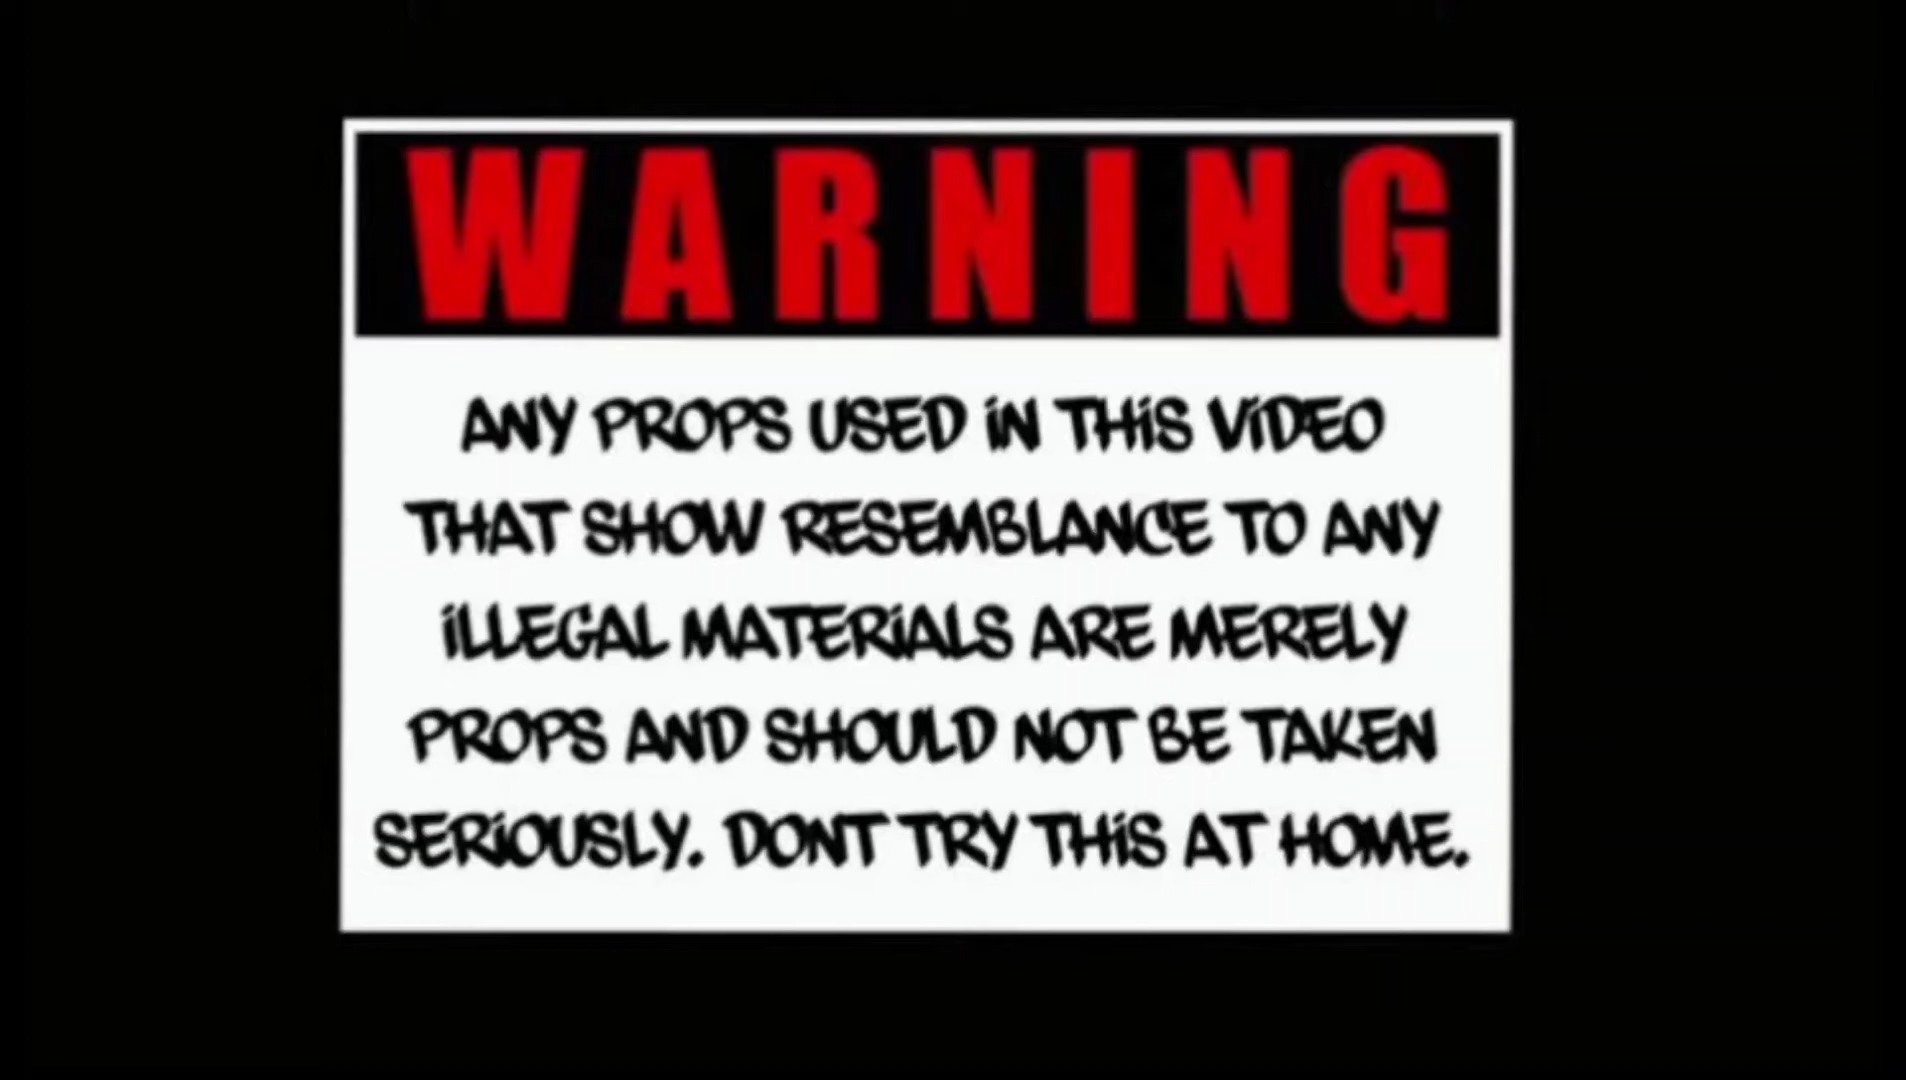 WARNING
ANY PROPS USED iN THiS ViDEO
THAT SHOW RESEMBLANCE TO ANY
iLLEGAL MATERiALS ARE MERELY
PROPS AND SHOULD NOT BE TAKEN
SERiOUSLY. DONT TRY THiS AT HOME.